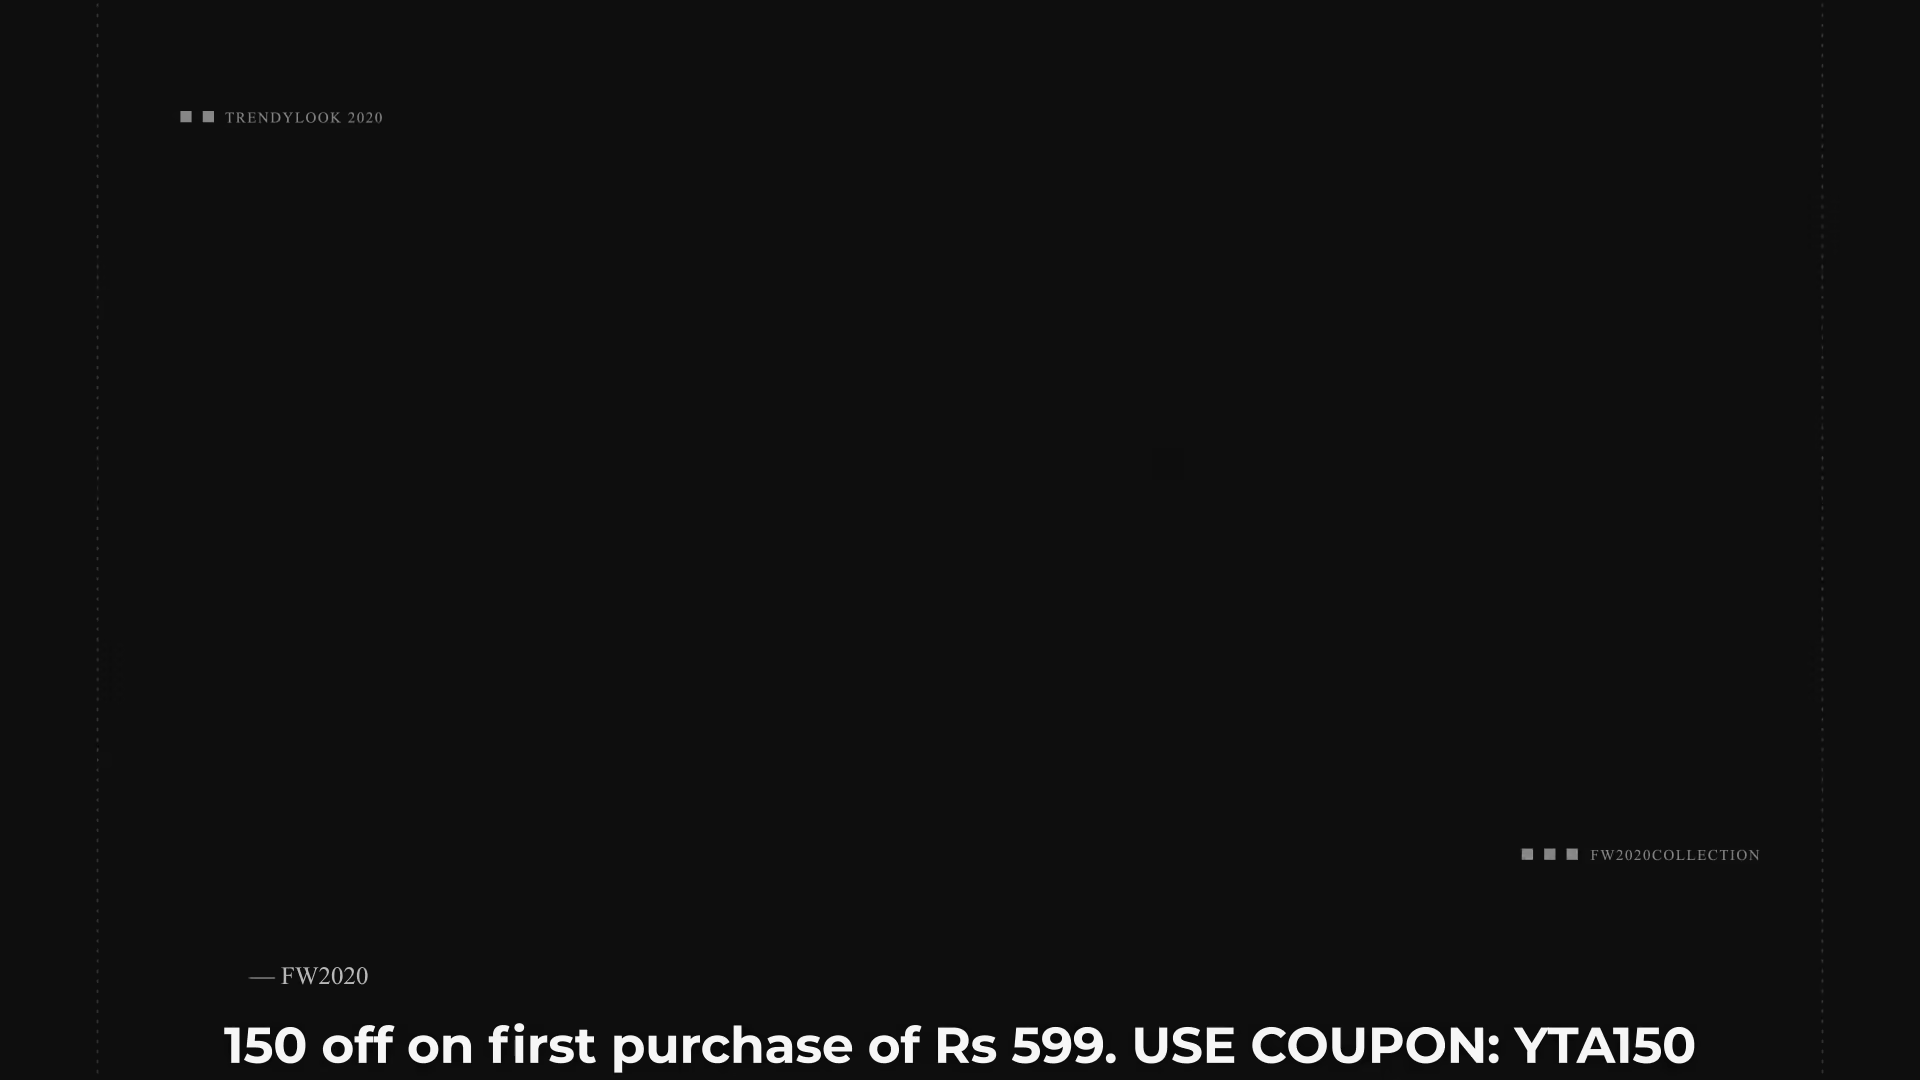 TRENDYLOOK 2020
FW2020COLLECTION
— FW2020
150 off on first purchase of Rs 599. USE COUPON: YTA150